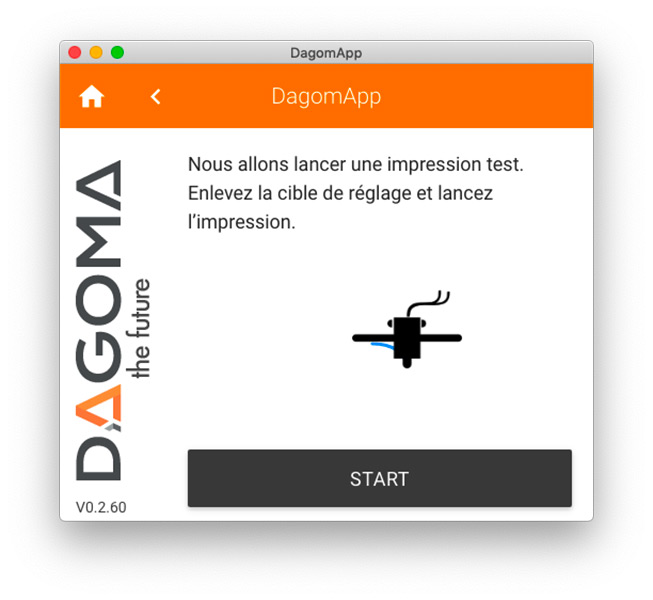 DagomApp
DagomApp
Nous allons lancer une impression test.
Enlevez la cible de réglage et lancez
l’impression.
DAGOMA
the future
START
V0.2.60